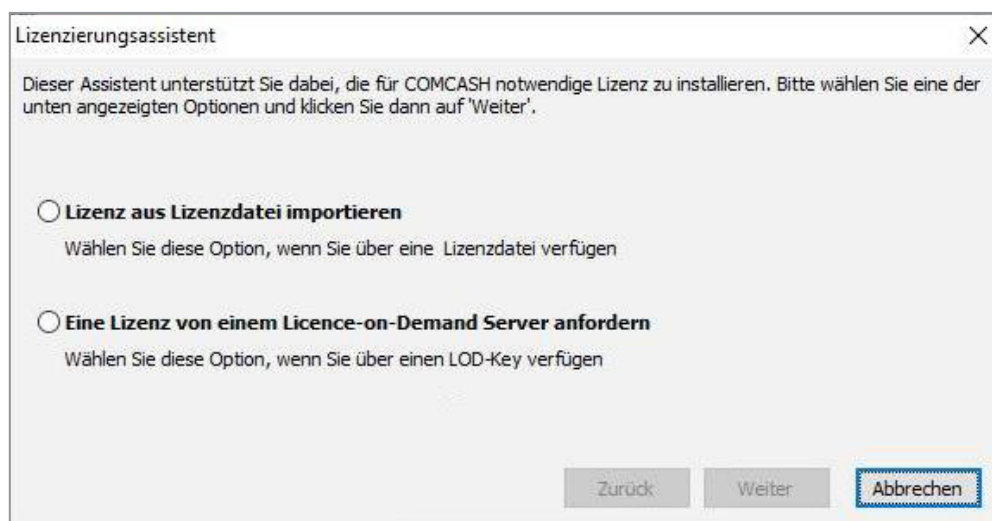 Lizenzierungsassistent
Dieser Assistent unterstützt Sie dabei, die für COMCASH notwendige Lizenz zu installieren. Bitte wählen Sie eine der
unten angezeigten Optionen und klicken Sie dann auf 'Weiter'.
Lizenz aus Lizenzdatei importieren
Wählen Sie diese Option, wenn Sie über eine Lizenzdatei verfügen
Eine Lizenz von einem Licence-on-Demand Server anfordern
Wählen Sie diese Option, wenn Sie über einen LOD-Key verfügen
Zurück Weiter Abbrechen